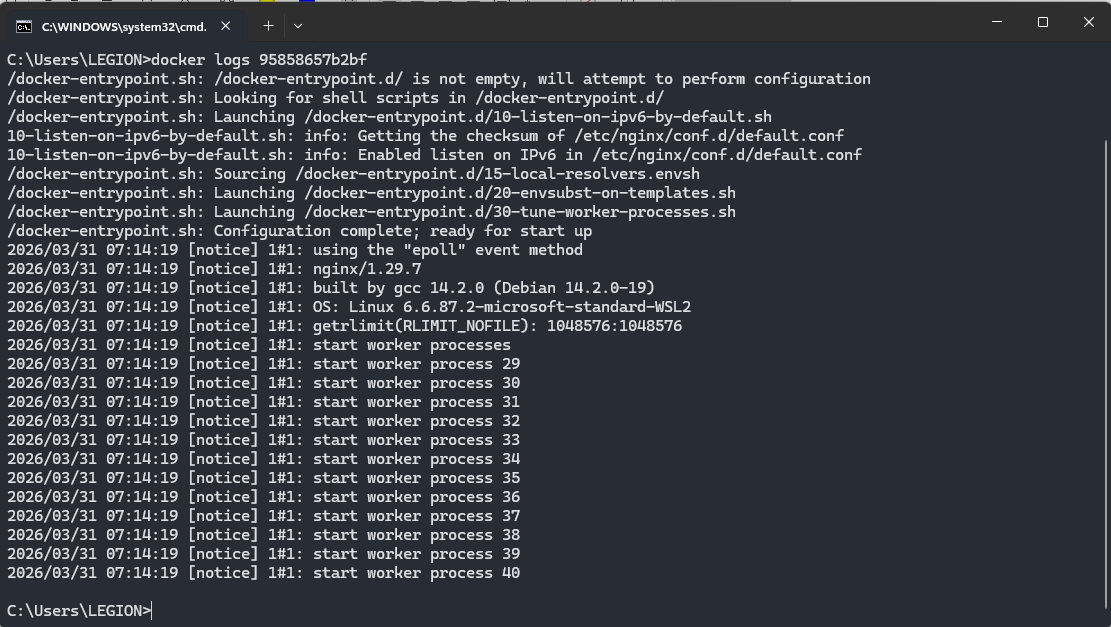 C:\WINDOWS\system32\cmd.
C:\Users\LEGION>docker logs 95858657b2bf
/docker-entrypoint.sh: /docker-entrypoint.d/ is not empty, will attempt to perform configuration
/docker-entrypoint.sh: Looking for shell scripts in /docker-entrypoint.d/
/docker-entrypoint.sh: Launching /docker-entrypoint.d/10-listen-on-ipv6-by-default.sh
10-listen-on-ipv6-by-default.sh: info: Getting the checksum of /etc/nginx/conf.d/default.conf
10-listen-on-ipv6-by-default.sh: info: Enabled listen on IPv6 in /etc/nginx/conf.d/default.conf
/docker-entrypoint.sh: Sourcing /docker-entrypoint.d/15-local-resolvers.envsh
/docker-entrypoint.sh: Launching /docker-entrypoint.d/20-envsubst-on-templates.sh
/docker-entrypoint.sh: Launching /docker-entrypoint.d/30-tune-worker-processes.sh
/docker-entrypoint.sh: Configuration complete; ready for start up
2026/03/31 07:14:19 [notice] 1#1: using the "epoll" event method
2026/03/31 07:14:19 [notice] 1#1: nginx/1.29.7
2026/03/31 07:14:19 [notice] 1#1: built by gcc 14.2.0 (Debian 14.2.0-19)
2026/03/31 07:14:19 [notice] 1#1: OS: Linux 6.6.87.2-microsoft-standard-WSL2
2026/03/31 07:14:19 [notice] 1#1: getrlimit(RLIMIT_NOFILE): 1048576:1048576
2026/03/31 07:14:19 [notice] 1#1: start worker processes
2026/03/31 07:14:19 [notice] 1#1: start worker process 29
2026/03/31 07:14:19 [notice] 1#1: start worker process 30
2026/03/31 07:14:19 [notice] 1#1: start worker process 31
2026/03/31 07:14:19 [notice] 1#1: start worker process 32
2026/03/31 07:14:19 [notice] 1#1: start worker process 33
2026/03/31 07:14:19 [notice] 1#1: start worker process 34
2026/03/31 07:14:19 [notice] 1#1: start worker process 35
2026/03/31 07:14:19 [notice] 1#1: start worker process 36
2026/03/31 07:14:19 [notice] 1#1: start worker process 37
2026/03/31 07:14:19 [notice] 1#1: start worker process 38
2026/03/31 07:14:19 [notice] 1#1: start worker process 39
2026/03/31 07:14:19 [notice] 1#1: start worker process 40
C:\Users\LEGION>